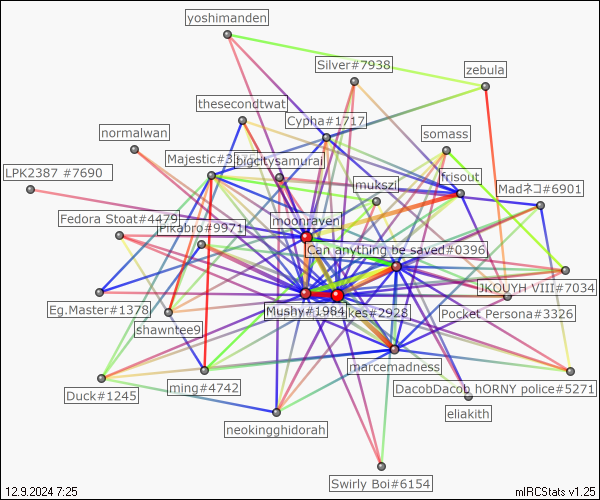 yoshimanden
Silver#7938
zebula
thesecondtwat
Cypha#1717
normalwan
somass
Majestic#3
bigcitysamurai
LPK2387 #7690
mukszi
frisout
Madネコ#6901
Fedora Stoat#4479
moonraven
Pikabro#9971
Can anything be saved#0396
JKOUYH VIII#7034
Eg.Master#1378
Mushy#1984
kes#2928
Pocket Persona#3326
shawntee9
marcemadness
Duck#1245
ming#4742
DacobDacob hORNY police#5271
eliakith
neokingghidorah
Swirly Boi#6154
12.9.2024 7:25
mIRCStats v1.25